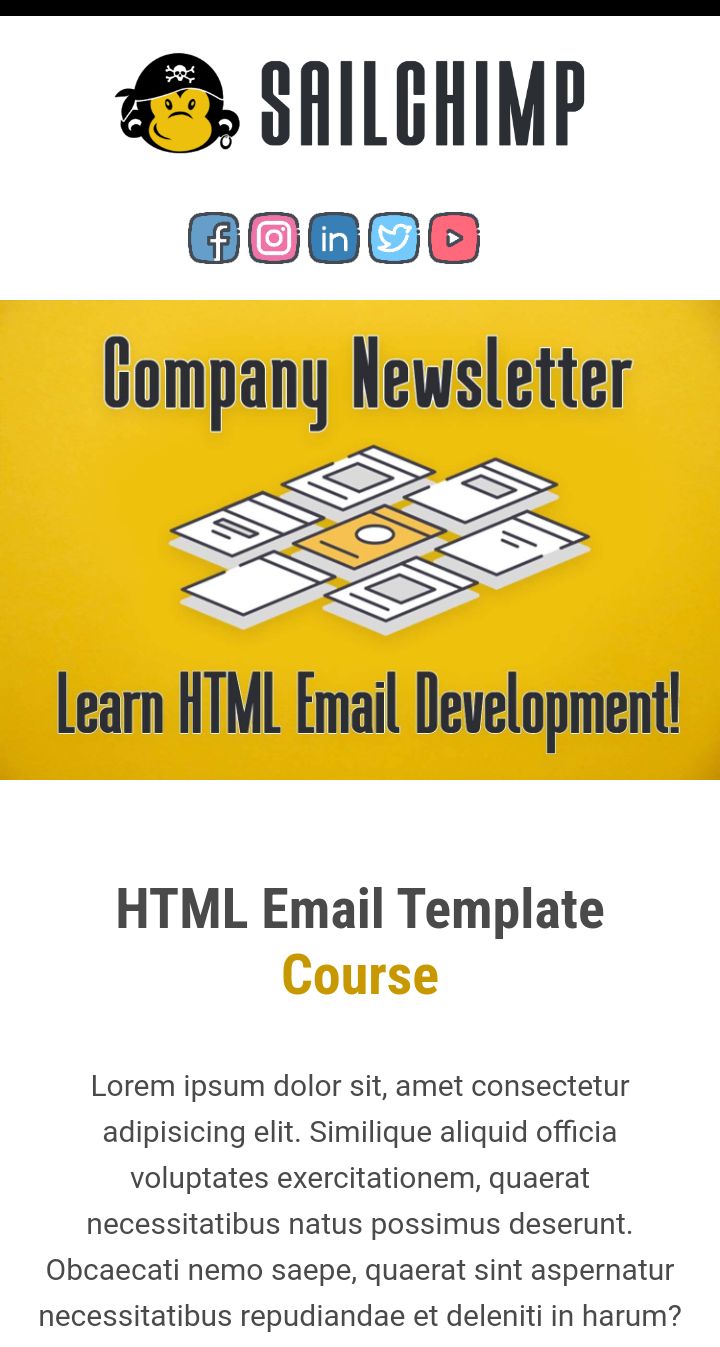 SAILCHIMP
Company Newsletter
Learn HTML Email Development!
HTML Email Template
Course
Lorem ipsum dolor sit, amet consectetur
adipisicing elit. Similique aliquid officia
voluptates exercitationem, quaerat
necessitatibus natus possimus deserunt.
Obcaecati nemo saepe, quaerat sint aspernatur
necessitatibus repudiandae et deleniti in harum?